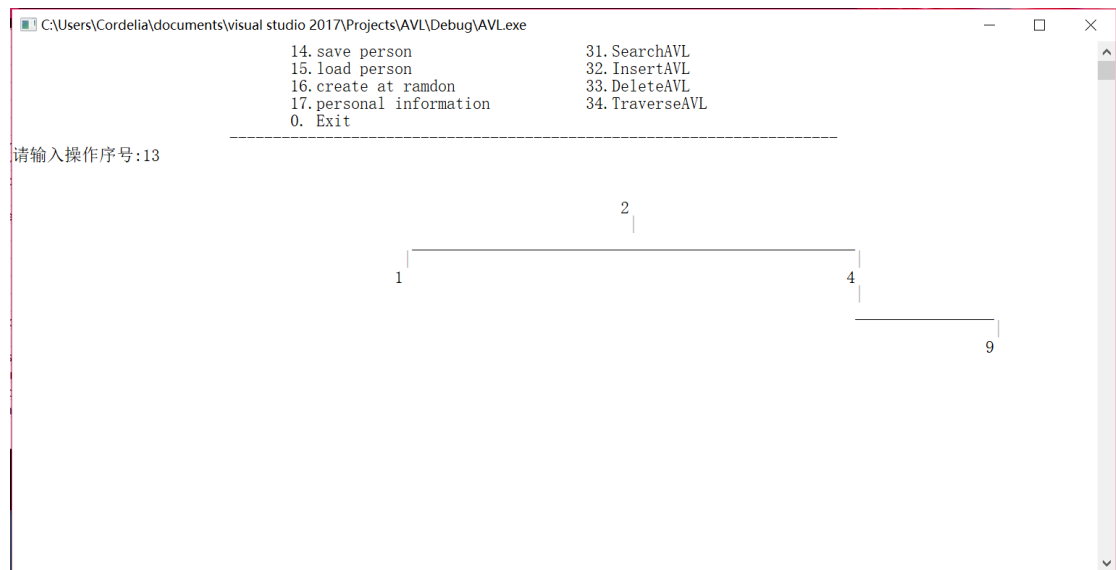 C:\Users\Cordelia\documents\visual studio 2017\Projects\AVL\Debug\AVL.exe
14.save person 31.SearchAVL
15.load person 32.InsertAVL
16.create at ramdon 33.DeleteAVL
17.personal information 34.TraverseAVL
0. Exit
请输入操作序号:13
2
1 4
9